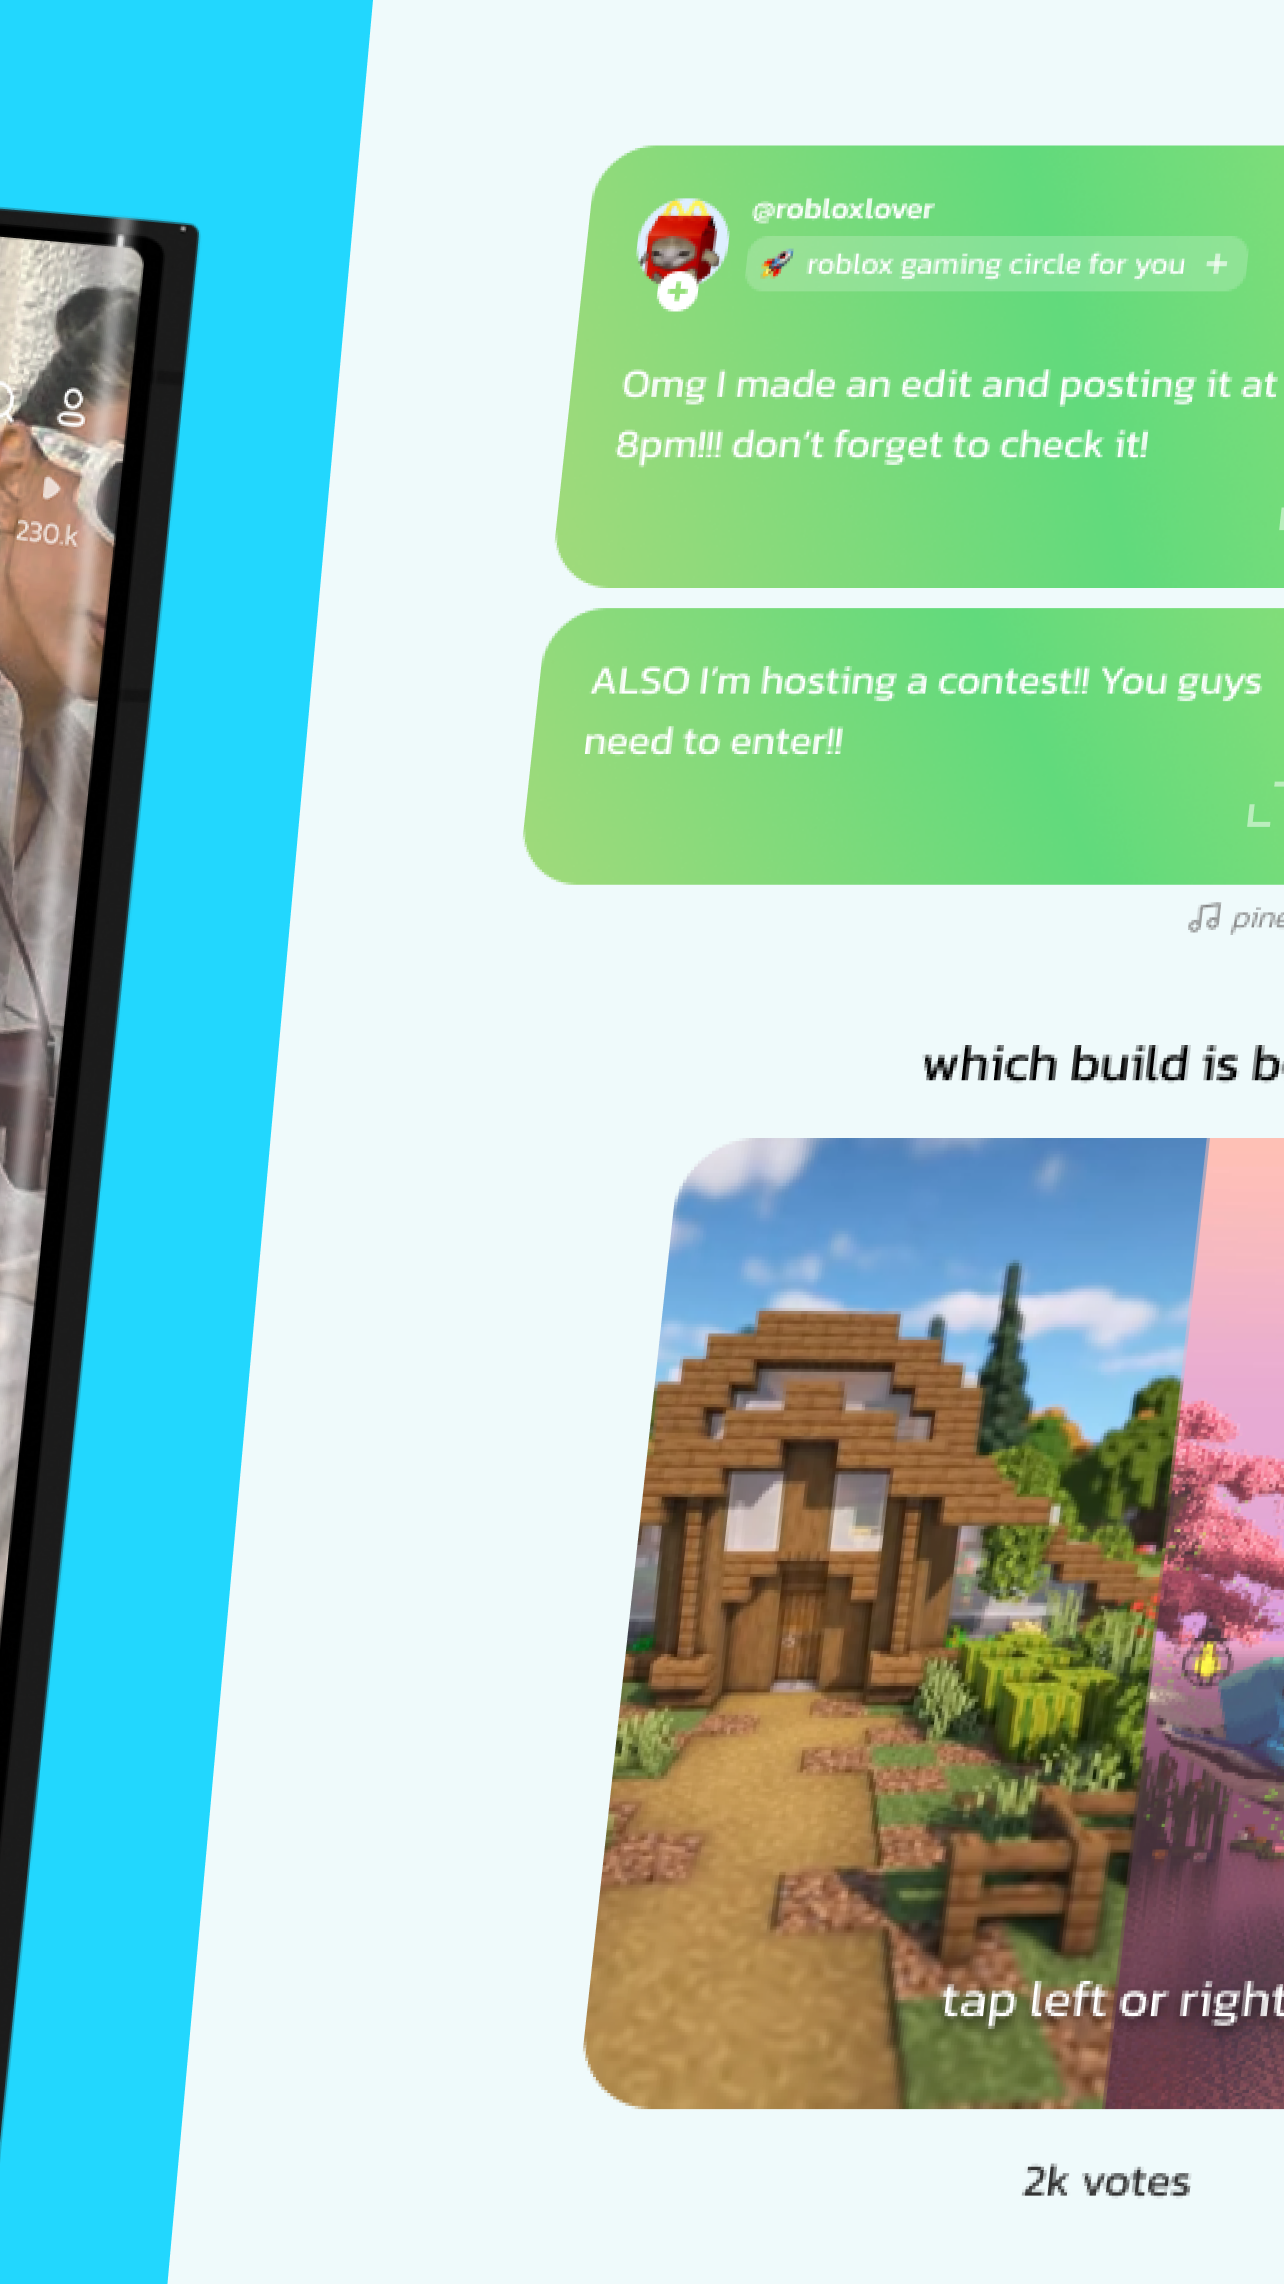 230.k
@robloxlover
🚀 roblox gaming circle for you +
Omg I made an edit and posting it at
8pm!!! don't forget to check it!
ALSO I'm hosting a contest!! You guys
need to enter!!
which build is
tap left or right
2k votes